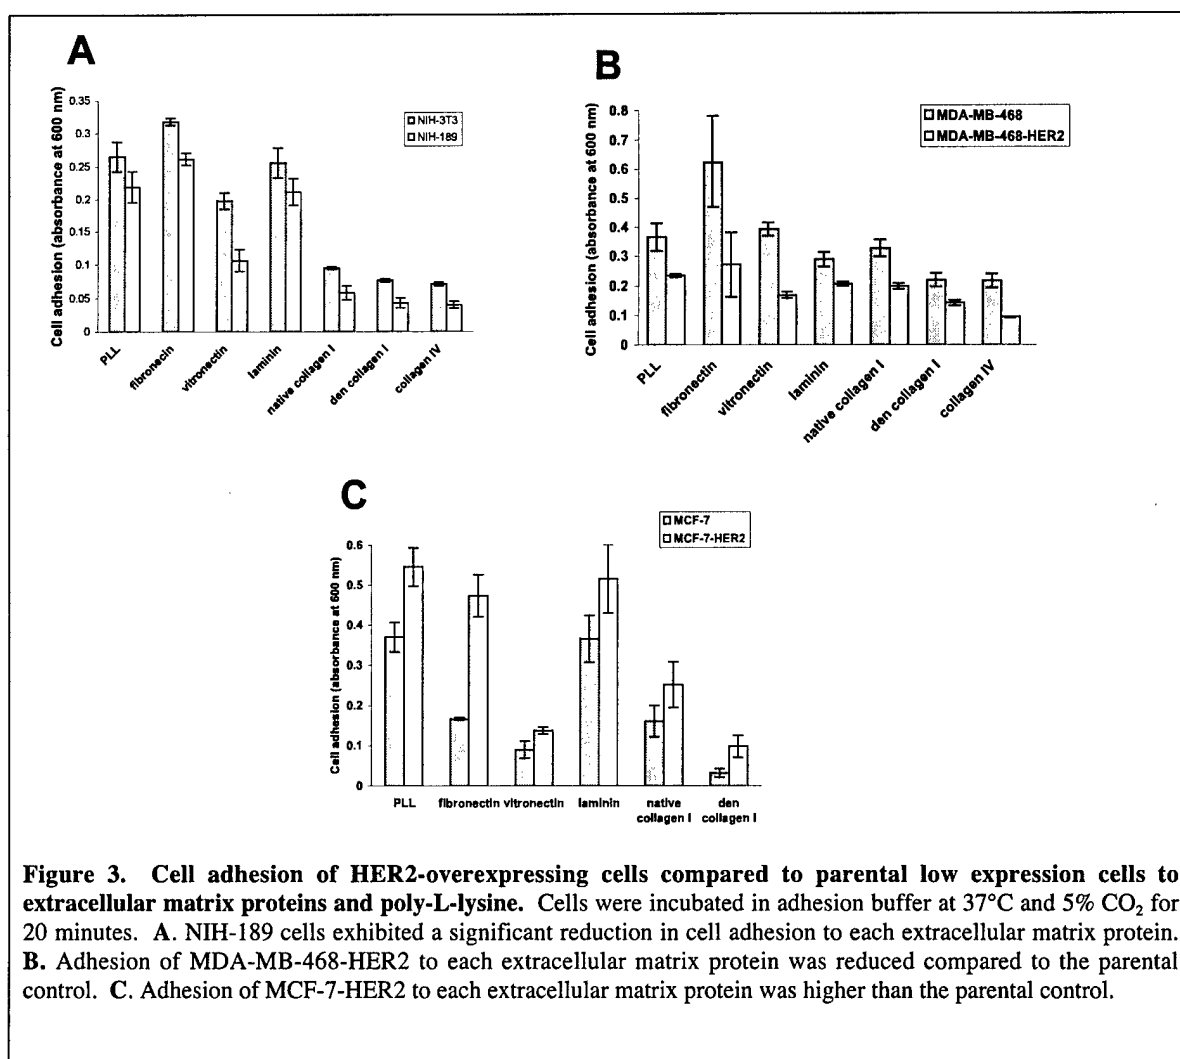 A
Cell adhesion (absorbance at 600 nm)
0.35
0.3
0.25
0.2
0.15
0.1
0.05
0
NIH-3T3
NIH-189
PLL
fibronecin
vitronectin
laminin
native collagen I
den collagen I
collagen IV
B
Cell adhesion (absorbance at 600 nm)
0.8
0.7
0.6
0.5
0.4
0.3
0.2
0.1
0
MDA-MB-468
MDA-MB-468-HER2
PLL
fibronectin
vitronectin
laminin
native collagen I
den collagen I
collagen IV
C
Cell adhesion (absorbance at 600 nm)
0.6
0.5
0.4
0.3
0.2
0.1
0
MCF-7
MCF-7-HER2
PLL
fibronectin
vitronectin
laminin
native
collagen I
den
collagen I
Figure 3. Cell adhesion of HER2-overexpressing cells compared to parental low expression cells to
extracellular matrix proteins and poly-L-lysine. Cells were incubated in adhesion buffer at 37°C and 5% CO₂ for
20 minutes. A. NIH-189 cells exhibited a significant reduction in cell adhesion to each extracellular matrix protein.
B. Adhesion of MDA-MB-468-HER2 to each extracellular matrix protein was reduced compared to the parental
control. C. Adhesion of MCF-7-HER2 to each extracellular matrix protein was higher than the parental control.